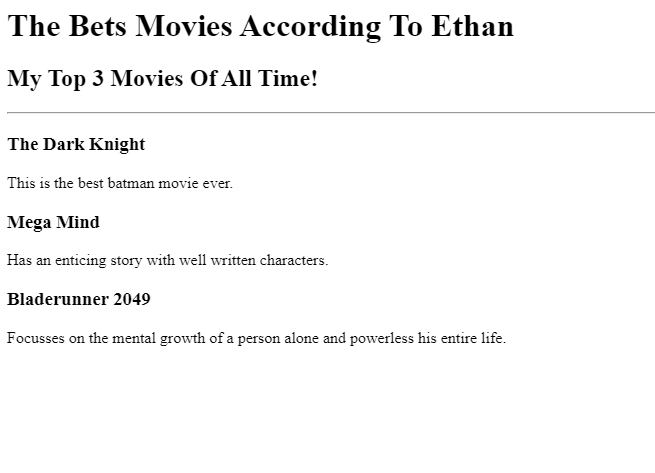 The Bets Movies According To Ethan
My Top 3 Movies Of All Time!
The Dark Knight
This is the best batman movie ever.
Mega Mind
Has an enticing story with well written characters.
Bladerunner 2049
Focusses on the mental growth of a person alone and powerless his entire life.